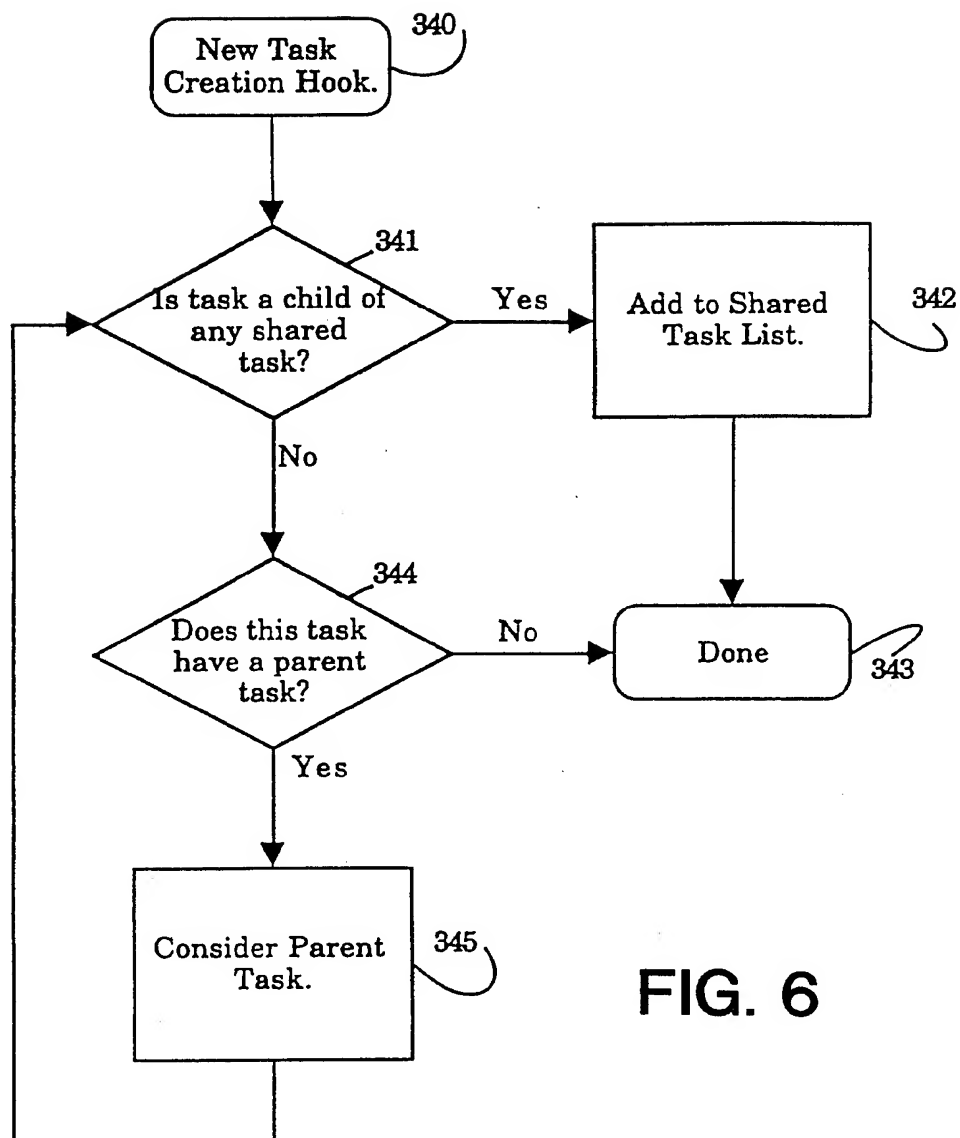 New Task
Creation Hook.
340
341
Is task a child of
any shared
task?
Yes
Add to Shared
Task List.
342
No
344
Does this task
have a parent
task?
No
Done
343
Yes
Consider Parent
Task.
345
FIG. 6